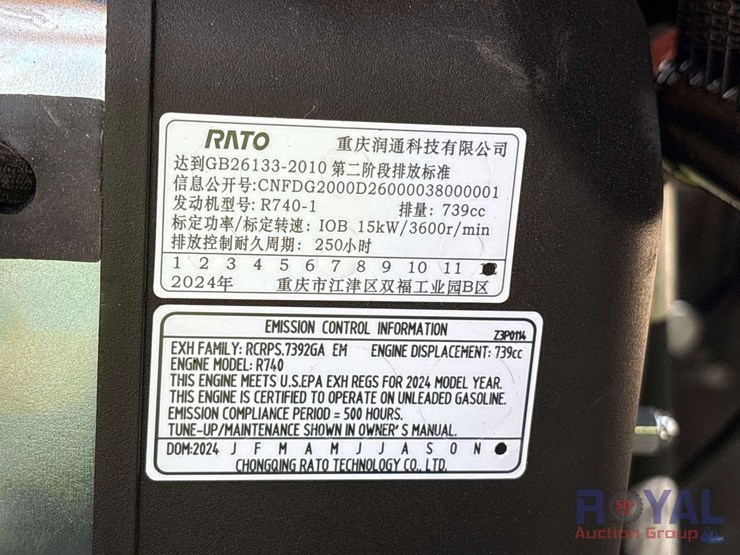 RATO 重庆润通科技有限公司
达到GB26133-2010 第二阶段排放标准
信息公开号:CNFDG2000D26000038000001
发动机型号: R740-1 排量: 739cc
标定功率/标定转速: IOB 15kW/3600r/min
排放控制耐久周期: 250小时
1 2 3 4 5 6 7 8 9 10 11 12
2024年 重庆市江津区双福工业园B区
EMISSION CONTROL INFORMATION Z3P0114
EXH FAMILY: RCRPS.7392GA EM ENGINE DISPLACEMENT: 739cc
ENGINE MODEL: R740
THIS ENGINE MEETS U.S.EPA EXH REGS FOR 2024 MODEL YEAR.
THIS ENGINE IS CERTIFIED TO OPERATE ON UNLEADED GASOLINE.
EMISSION COMPLIANCE PERIOD = 500 HOURS.
TUNE-UP/MAINTENANCE SHOWN IN OWNER'S MANUAL.
DOM:2024 J F M A M J J A S O N
CHONGQING RATO TECHNOLOGY CO., LTD.
ROYAL
Auction Group